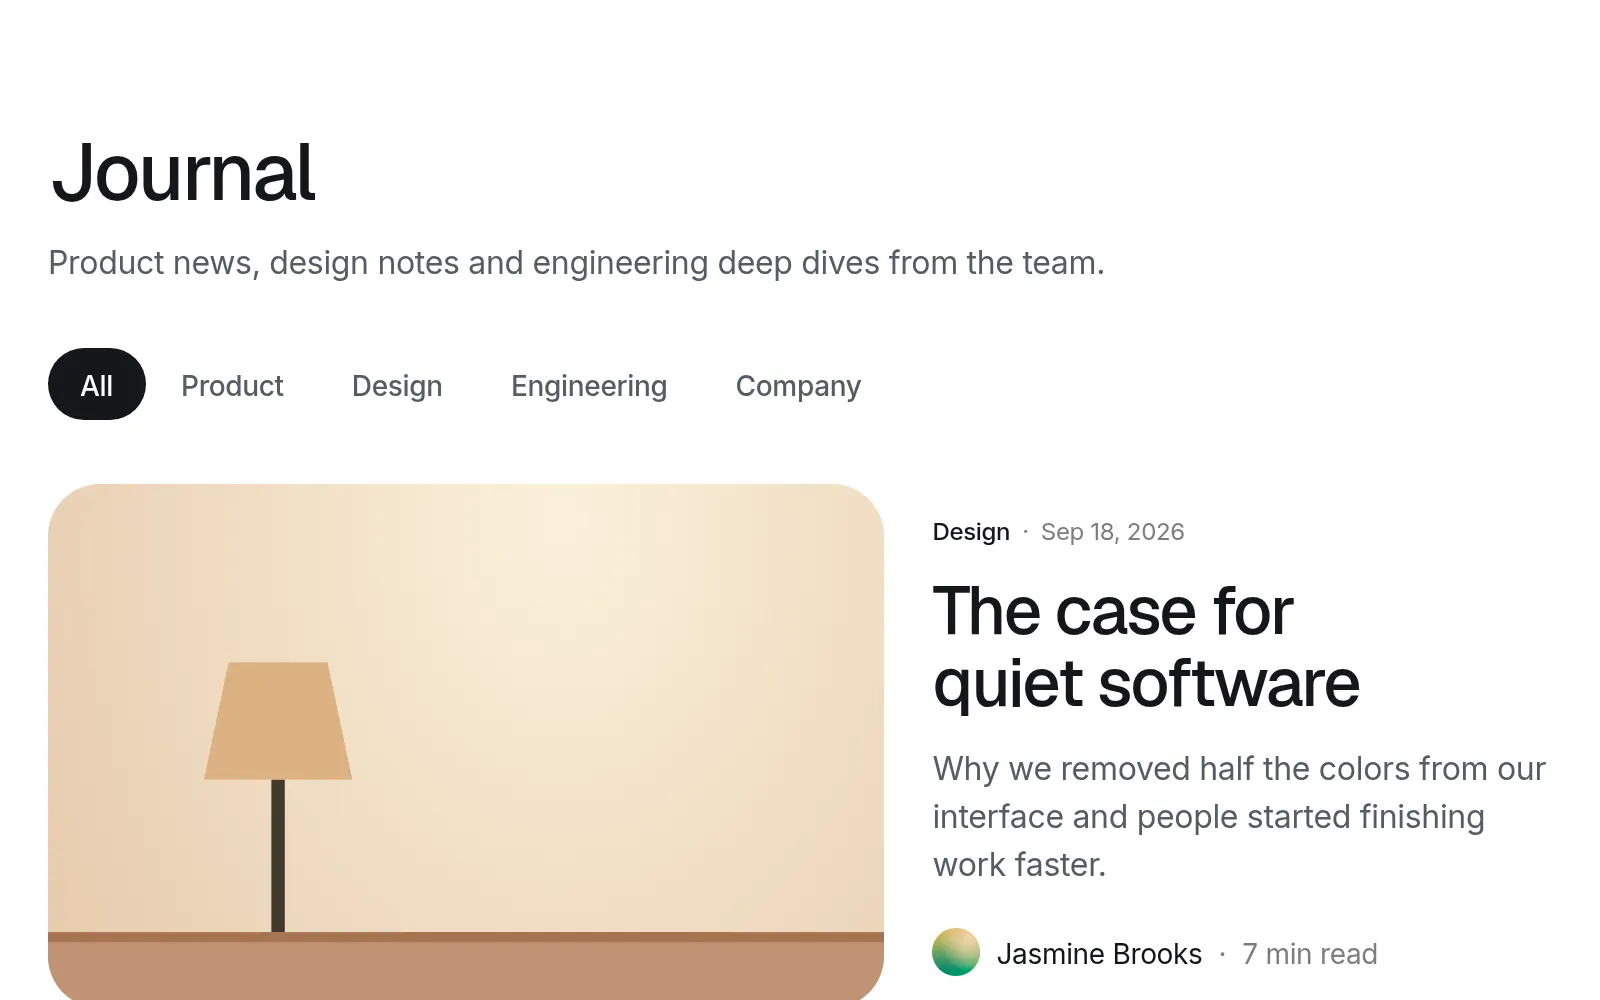 Journal
Product news, design notes and engineering deep dives from the team.
All Product Design Engineering Company
Design · Sep 18, 2026
The case for
quiet software
Why we removed half the colors from our
interface and people started finishing
work faster.
Jasmine Brooks · 7 min read